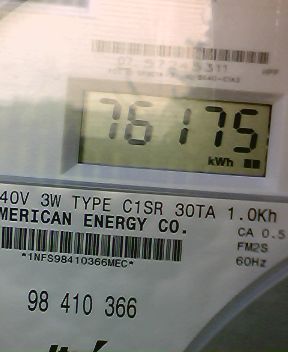 76175
kWh
40V 3W TYPE C1SR 30TA 1.0Kh
MERICAN ENERGY CO.
CA 0.5
FM2S
*1NFS98410366MEC*
60Hz
98 410 366